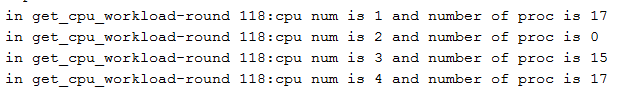 in get_cpu_workload-round 118:cpu num is 1 and number of proc is 17
in get_cpu_workload-round 118:cpu num is 2 and number of proc is 0
in get_cpu_workload-round 118:cpu num is 3 and number of proc is 15
in get_cpu_workload-round 118:cpu num is 4 and number of proc is 17